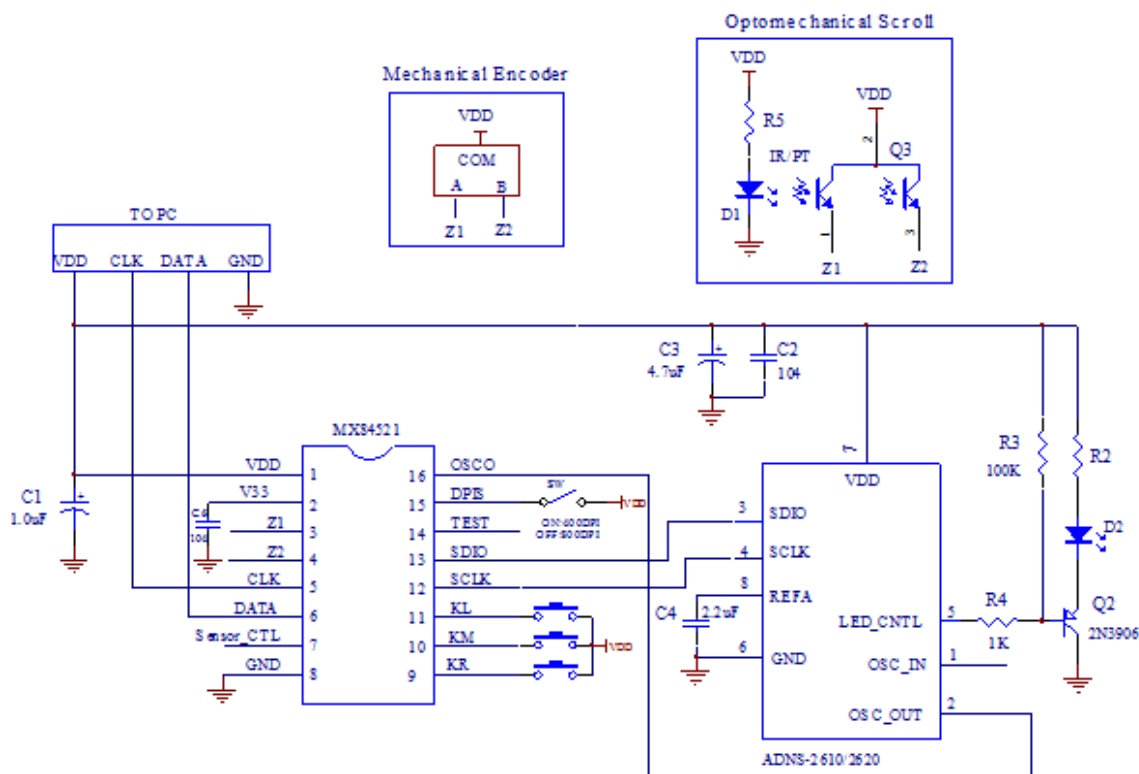 Optomechanical Scroll
VDD
R5
D1
IR/PT
VDD
2
Q3
1
Z1
3
Z2
Mechanical Encoder
VDD
COM
A B
Z1 Z2
TO PC
VDD CLK DATA GND
C1
1.0uF
MX84521
VDD 1
V33 2
104
Z1 3
Z2 4
CLK 5
DATA 6
Sensor_CTL 7
GND 8
16 OSCO
15 DPIS
14 TEST
13 SDIO
12 SCLK
11 KL
10 KM
9 KR
SW
VDD
ON:400DPI
OFF:800DPI
VDD
C3
4.7uF
C2
104
7
VDD
3 SDIO
4 SCLK
8 REFA
6 GND
C4
2.2uF
LED_CNTL 5
OSC_IN 1
OSC_OUT 2
ADNS-2610/2620
R4
1K
R3
100K
R2
D2
Q2
2N3906